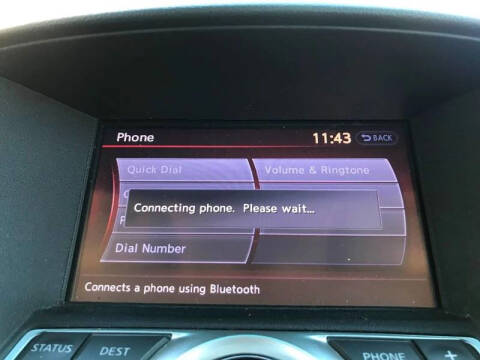 Phone 11:43 BACK
Quick Dial Volume & Ringtone
Connecting phone. Please wait...
Dial Number
Connects a phone using Bluetooth
STATUS DEST PHONE +